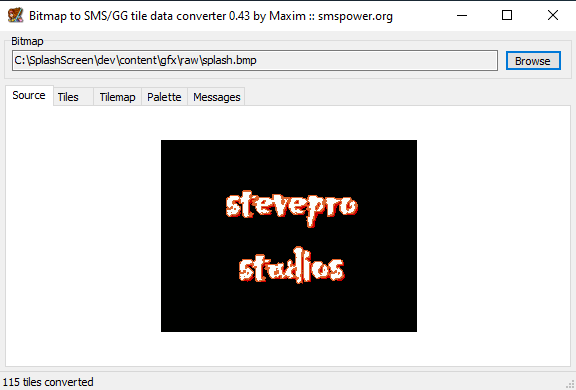 Bitmap to SMS/GG tile data converter 0.43 by Maxim :: smspower.org
Bitmap
C:\SplashScreen\dev\content\gfx\raw\splash.bmp
Browse
Source
Tiles
Tilemap
Palette
Messages
stevepro
studios
115 tiles converted